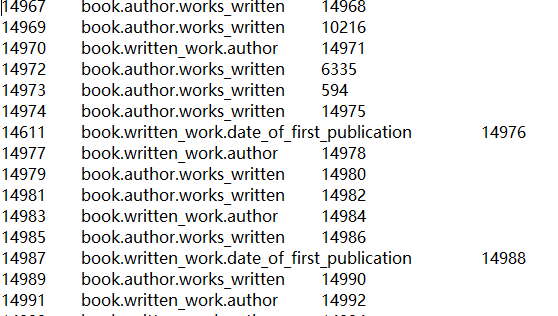 14967 book.author.works_written 14968
14969 book.author.works_written 10216
14970 book.written_work.author 14971
14972 book.author.works_written 6335
14973 book.author.works_written 594
14974 book.author.works_written 14975
14611 book.written_work.date_of_first_publication 14976
14977 book.written_work.author 14978
14979 book.author.works_written 14980
14981 book.author.works_written 14982
14983 book.written_work.author 14984
14985 book.author.works_written 14986
14987 book.written_work.date_of_first_publication 14988
14989 book.author.works_written 14990
14991 book.written_work.author 14992